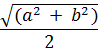 √(a² + b²)
2